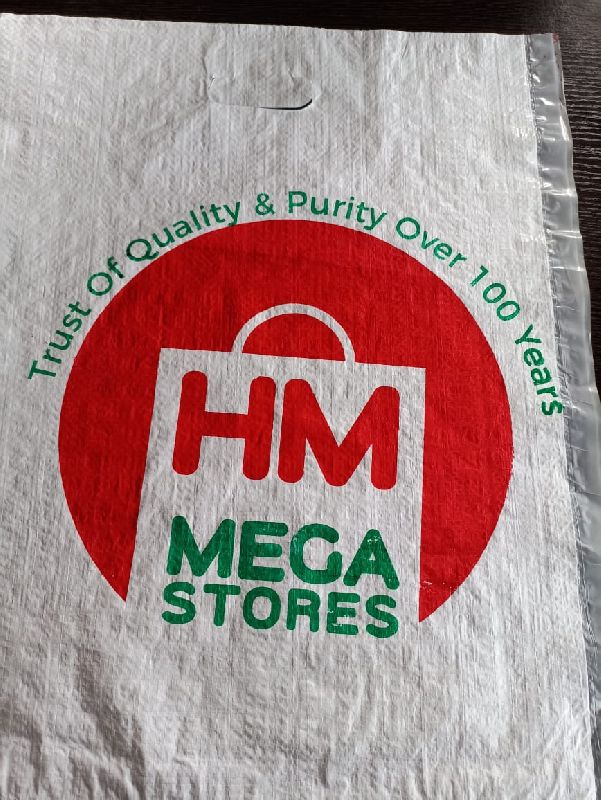 Trust Of Quality & Purity Over 100 Years
HM
MEGA
STORES